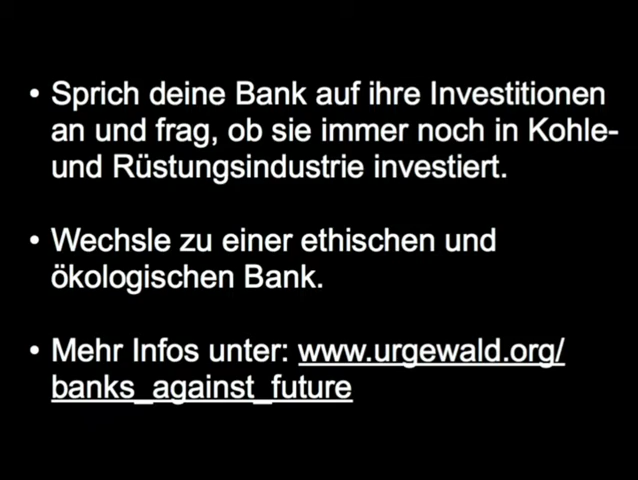 • Sprich deine Bank auf ihre Investitionen
an und frag, ob sie immer noch in Kohle-
und Rüstungsindustrie investiert.
• Wechsle zu einer ethischen und
ökologischen Bank.
• Mehr Infos unter: www.urgewald.org/
banks_against_future